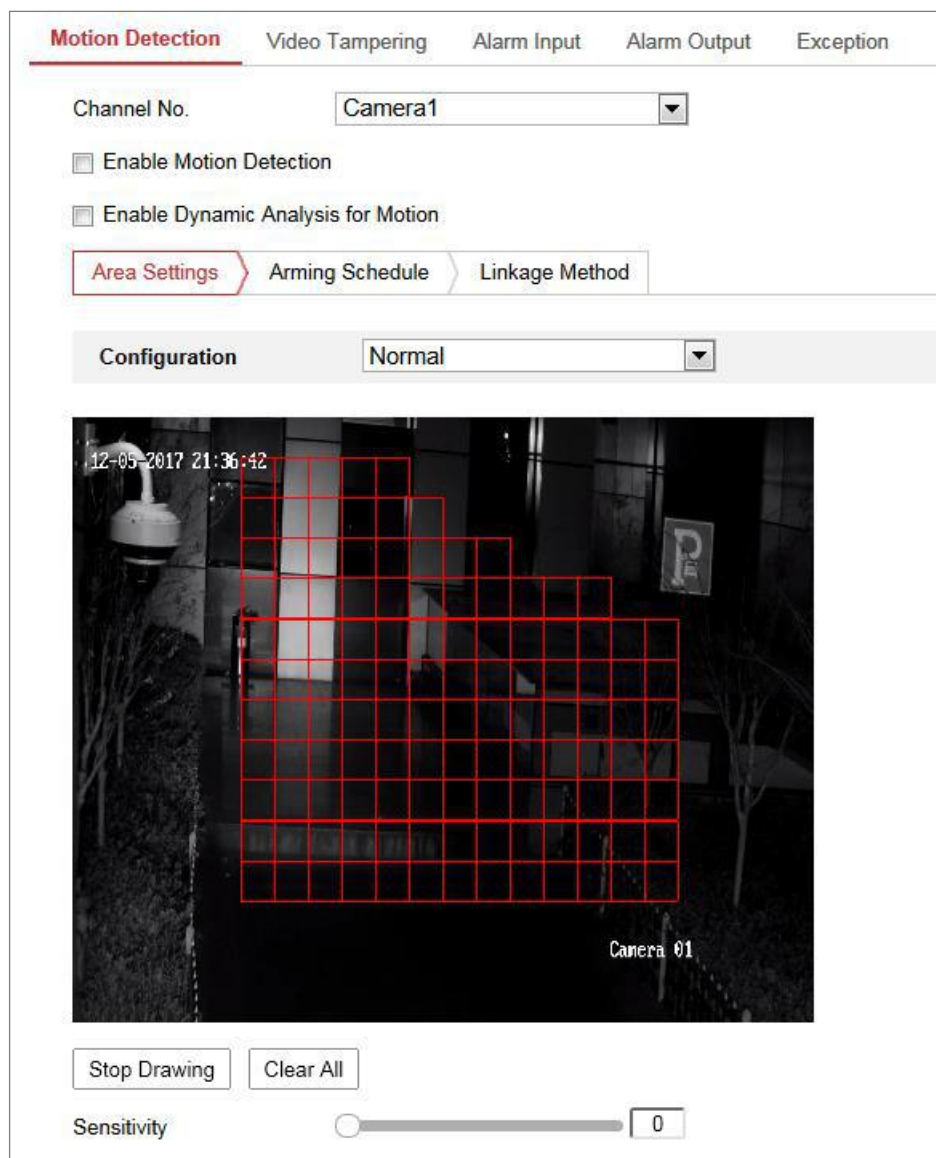 Motion Detection Video Tampering Alarm Input Alarm Output Exception
Channel No. Camera1
Enable Motion Detection
Enable Dynamic Analysis for Motion
Area Settings Arming Schedule Linkage Method
Configuration Normal
12-05-2017 21:36:42
P
Camera 01
Stop Drawing Clear All
Sensitivity 0